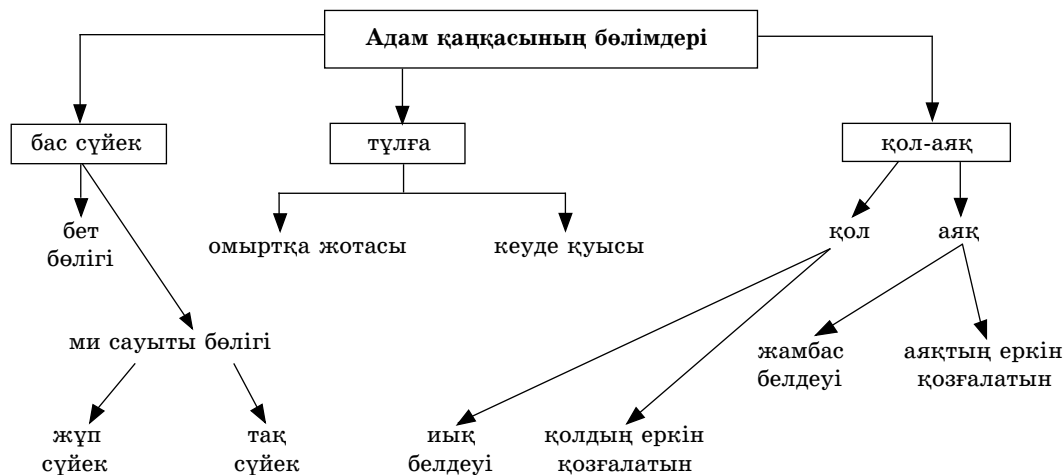 Адам қаңқасының бөлімдері
бас сүйек
тұлға
қол-аяқ
бет
бөлігі
омыртқа жотасы
кеуде қуысы
қол
аяқ
ми сауыты бөлігі
жамбас
белдеуі
аяқтың еркін
қозғалатын
жұп
сүйек
тақ
сүйек
иық
белдеуі
қолдың еркін
қозғалатын